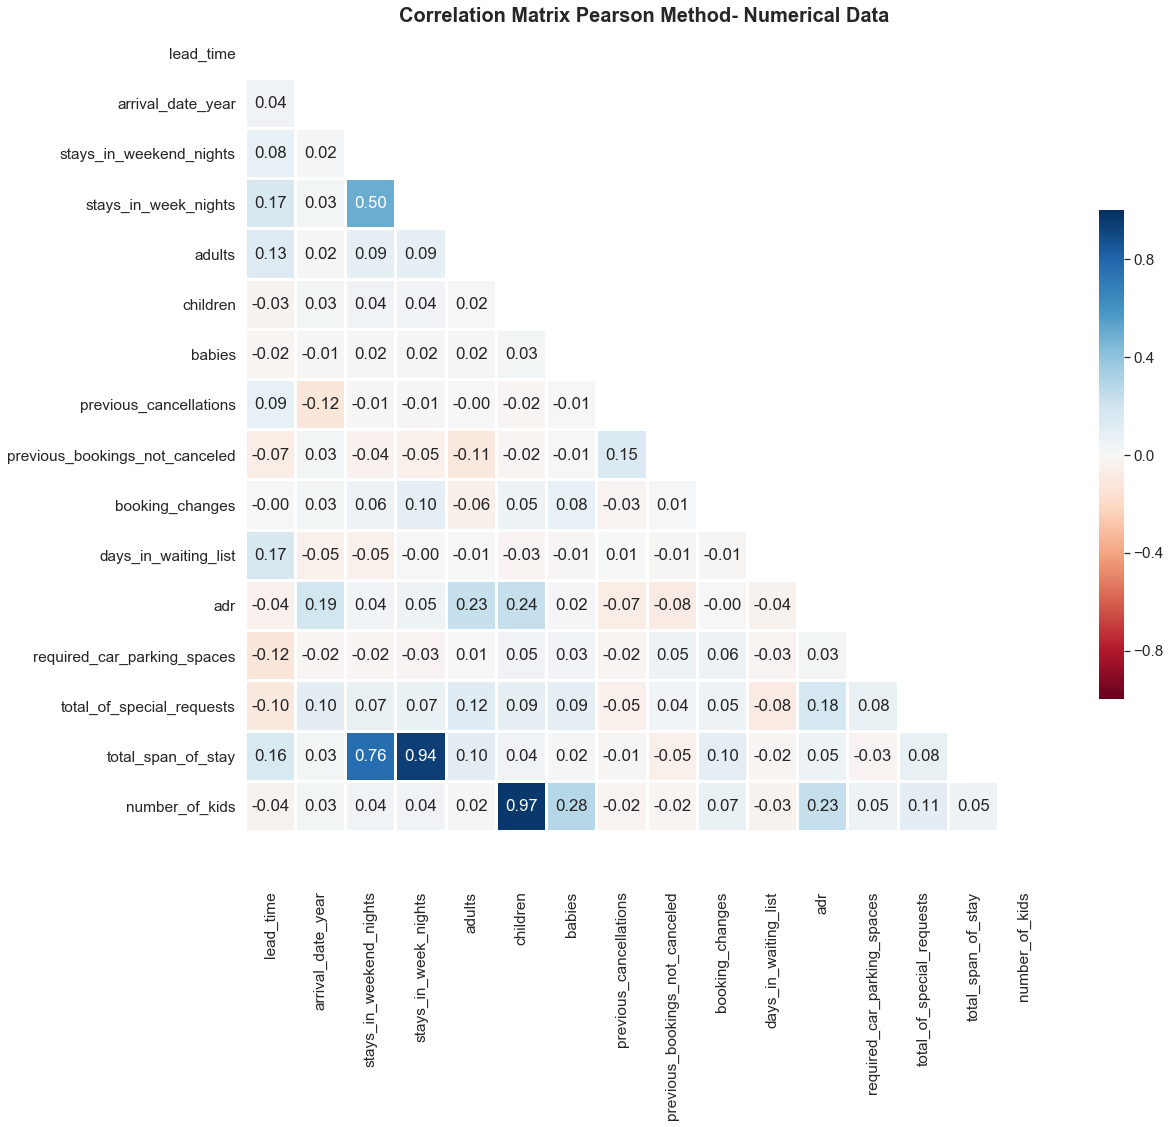 Correlation Matrix Pearson Method- Numerical Data
lead_time
arrival_date_year 0.04
stays_in_weekend_nights 0.08 0.02
stays_in_week_nights 0.17 0.03 0.50
adults 0.13 0.02 0.09 0.09
children -0.03 0.03 0.04 0.04 0.02
babies -0.02 -0.01 0.02 0.02 0.02 0.03
previous_cancellations 0.09 -0.12 -0.01 -0.01 -0.00 -0.02 -0.01
previous_bookings_not_canceled -0.07 0.03 -0.04 -0.05 -0.11 -0.02 -0.01 0.15
booking_changes -0.00 0.03 0.06 0.10 -0.06 0.05 0.08 -0.03 0.01
days_in_waiting_list 0.17 -0.05 -0.05 -0.00 -0.01 -0.03 -0.01 0.01 -0.01 -0.01
adr -0.04 0.19 0.04 0.05 0.23 0.24 0.02 -0.07 -0.08 -0.00 -0.04
required_car_parking_spaces -0.12 -0.02 -0.02 -0.03 0.01 0.05 0.03 -0.02 0.05 0.06 -0.03 0.03
total_of_special_requests -0.10 0.10 0.07 0.07 0.12 0.09 0.09 -0.05 0.04 0.05 -0.08 0.18 0.08
total_span_of_stay 0.16 0.03 0.76 0.94 0.10 0.04 0.02 -0.01 -0.05 0.10 -0.02 0.05 -0.03 0.08
number_of_kids -0.04 0.03 0.04 0.04 0.02 0.97 0.28 -0.02 -0.02 0.07 -0.03 0.23 0.05 0.11 0.05
lead_time
arrival_date_year
stays_in_weekend_nights
stays_in_week_nights
adults
children
babies
previous_cancellations
previous_bookings_not_canceled
booking_changes
days_in_waiting_list
adr
required_car_parking_spaces
total_of_special_requests
total_span_of_stay
number_of_kids
0.8
0.4
0.0
−0.4
−0.8